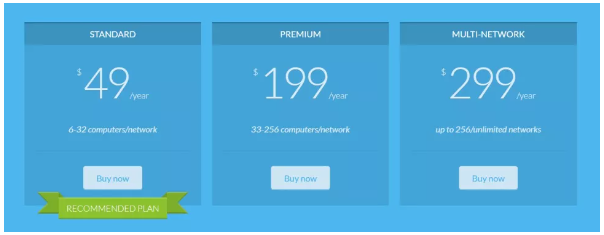 STANDARD
$49/year
6-32 computers/network
Buy now
RECOMMENDED PLAN
PREMIUM
$199/year
33-256 computers/network
Buy now
MULTI-NETWORK
$299/year
up to 256/unlimited networks
Buy now